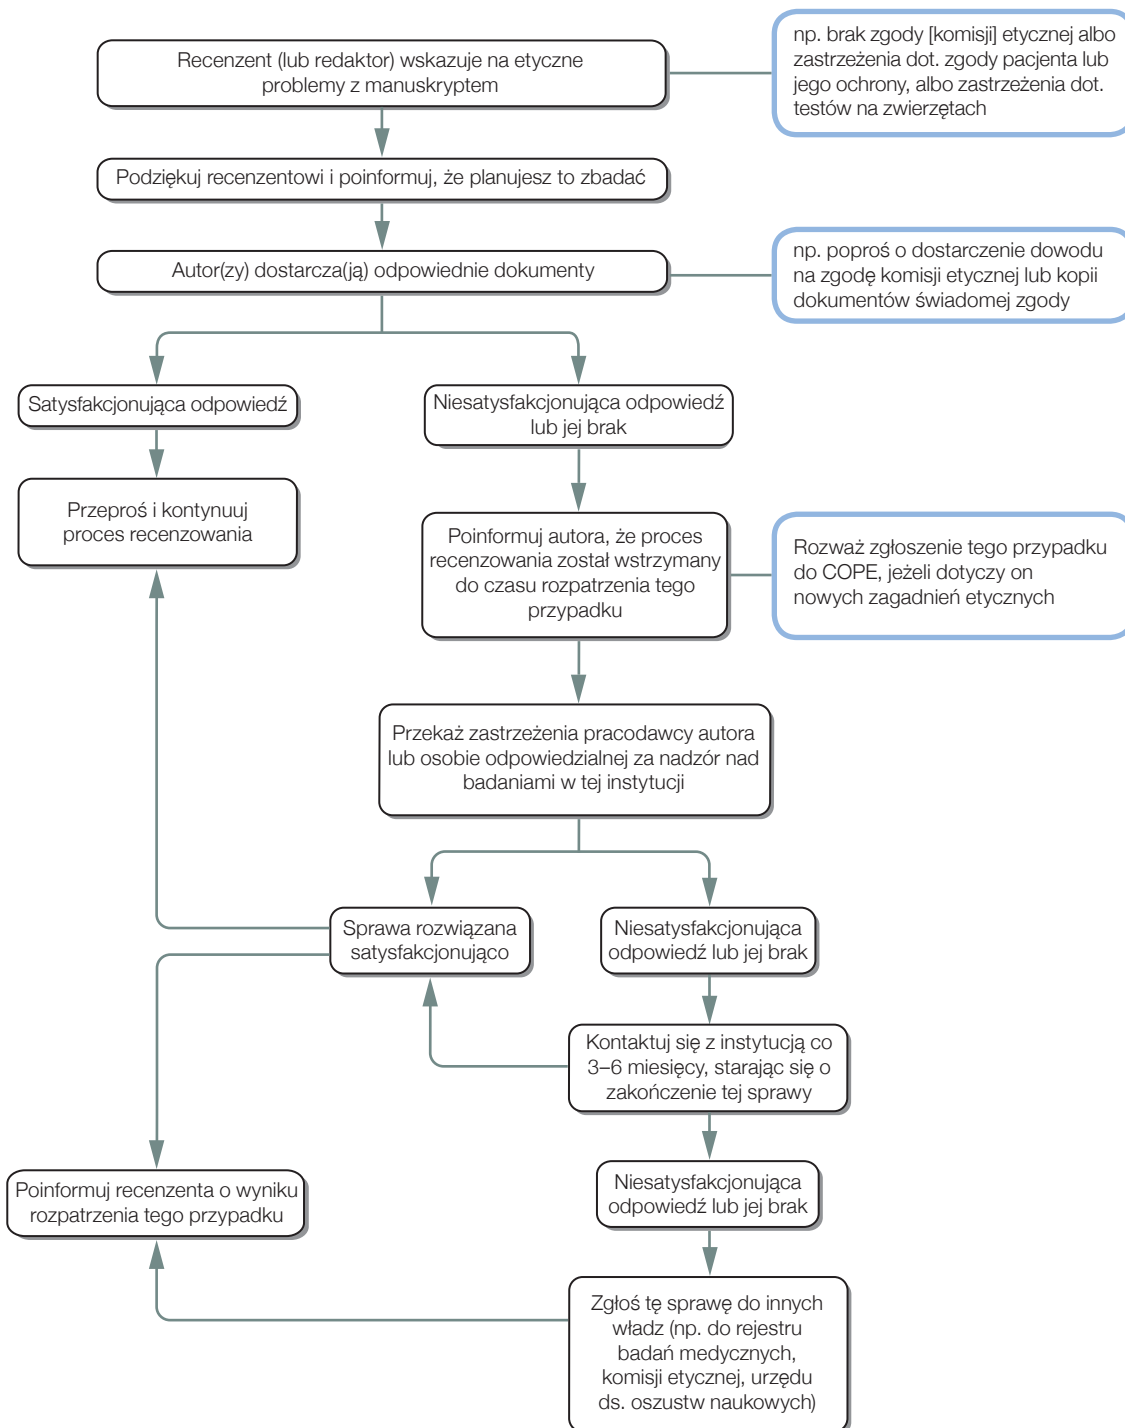 Recenzent (lub redaktor) wskazuje na etyczne
problemy z manuskryptem
np. brak zgody [komisji] etycznej albo
zastrzeżenia dot. zgody pacjenta lub
jego ochrony, albo zastrzeżenia dot.
testów na zwierzętach
Podziękuj recenzentowi i poinformuj, że planujesz to zbadać
Autor(zy) dostarcza(ją) odpowiednie dokumenty
np. poproś o dostarczenie dowodu
na zgodę komisji etycznej lub kopii
dokumentów świadomej zgody
Satysfakcjonująca odpowiedź
Niesatysfakcjonująca odpowiedź
lub jej brak
Przeproś i kontynuuj
proces recenzowania
Poinformuj autora, że proces
recenzowania został wstrzymany
do czasu rozpatrzenia tego
przypadku
Rozważ zgłoszenie tego przypadku
do COPE, jeżeli dotyczy on
nowych zagadnień etycznych
Przekaż zastrzeżenia pracodawcy autora
lub osobie odpowiedzialnej za nadzór nad
badaniami w tej instytucji
Sprawa rozwiązana
satysfakcjonująco
Niesatysfakcjonująca
odpowiedź lub jej brak
Kontaktuj się z instytucją co
3–6 miesięcy, starając się o
zakończenie tej sprawy
Poinformuj recenzenta o wyniku
rozpatrzenia tego przypadku
Niesatysfakcjonująca
odpowiedź lub jej brak
Zgłoś tę sprawę do innych
władz (np. do rejestru
badań medycznych,
komisji etycznej, urzędu
ds. oszustw naukowych)